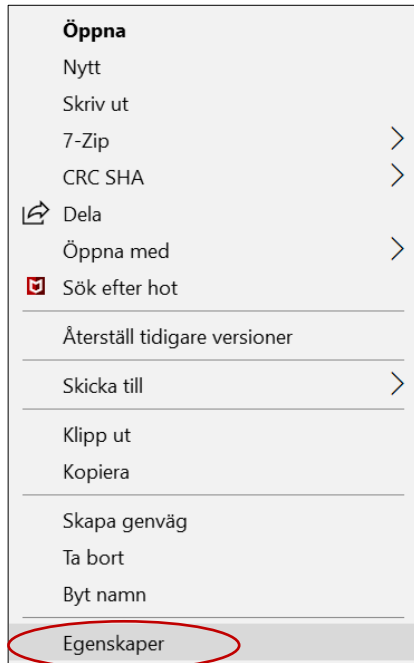 Öppna
Nytt
Skriv ut
7-Zip
CRC SHA
Dela
Öppna med
Sök efter hot
Återställ tidigare versioner
Skicka till
Klipp ut
Kopiera
Skapa genväg
Ta bort
Byt namn
Egenskaper